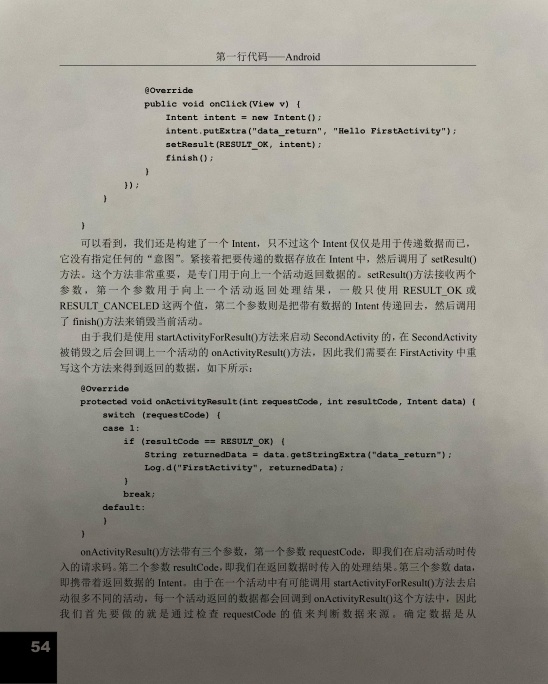 第一行代码——Android
@Override
public void onClick(View v) {
Intent intent = new Intent();
intent.putExtra("data_return", "Hello FirstActivity");
setResult(RESULT_OK, intent);
finish();
}
});
}
}
可以看到，我们还是构建了一个 Intent，只不过这个 Intent 仅仅是用于传递数据而已，
它没有指定任何的“意图”。紧接着把要传递的数据存放在 Intent 中，然后调用了 setResult()
方法。这个方法非常重要，是专门用于向上一个活动返回数据的。setResult()方法接收两个
参数，第一个参数用于向上一个活动返回处理结果，一般只使用 RESULT_OK 或
RESULT_CANCELED 这两个值，第二个参数则是把带有数据的 Intent 传递回去，然后调用
了 finish()方法来销毁当前活动。
由于我们是使用 startActivityForResult()方法来启动 SecondActivity 的，在 SecondActivity
被销毁之后会回调上一个活动的 onActivityResult()方法，因此我们需要在 FirstActivity 中重
写这个方法来得到返回的数据，如下所示：
@Override
protected void onActivityResult(int requestCode, int resultCode, Intent data) {
switch (requestCode) {
case 1:
if (resultCode == RESULT_OK) {
String returnedData = data.getStringExtra("data_return");
Log.d("FirstActivity", returnedData);
}
break;
default:
}
}
onActivityResult()方法带有三个参数，第一个参数 requestCode，即我们在启动活动时传
入的请求码。第二个参数 resultCode，即我们在返回数据时传入的处理结果。第三个参数 data，
即携带着返回数据的 Intent。由于在一个活动中有可能调用 startActivityForResult()方法去启
动很多不同的活动，每一个活动返回的数据都会回调到 onActivityResult()这个方法中，因此
我们首先要做的就是通过检查 requestCode 的值来判断数据来源。确定数据是从
54